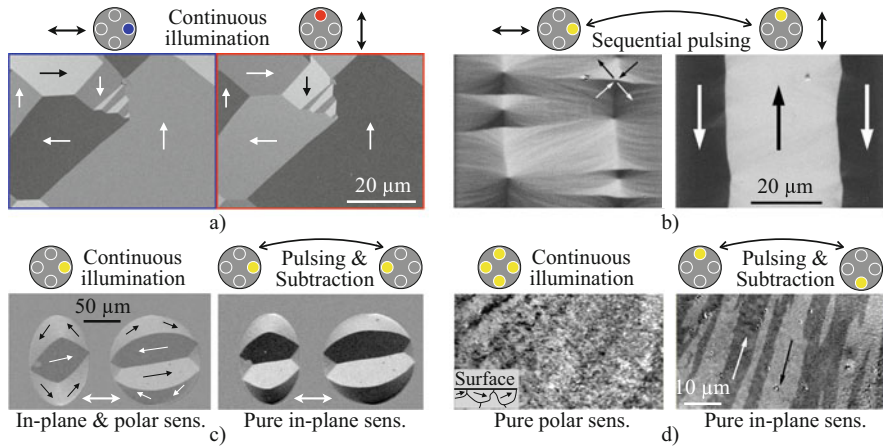 Continuous
illumination
20 µm
a)
Sequential pulsing
20 µm
b)
Continuous
illumination
Pulsing &
Subtraction
50 µm
In-plane & polar sens.
Pure in-plane sens.
c)
Continuous
illumination
Pulsing &
Subtraction
Surface
10 µm
Pure polar sens.
Pure in-plane sens.
d)